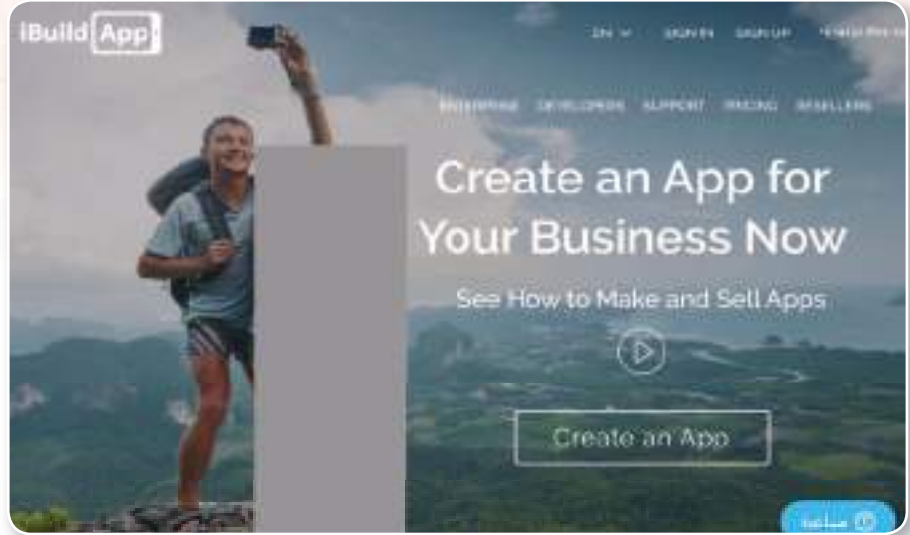 iBuild App
EN SIGN IN SIGN UP
ENTERPRISE DEVELOPERS SUPPORT PRICING RESELLERS
Create an App for
Your Business Now
See How to Make and Sell Apps
Create an App